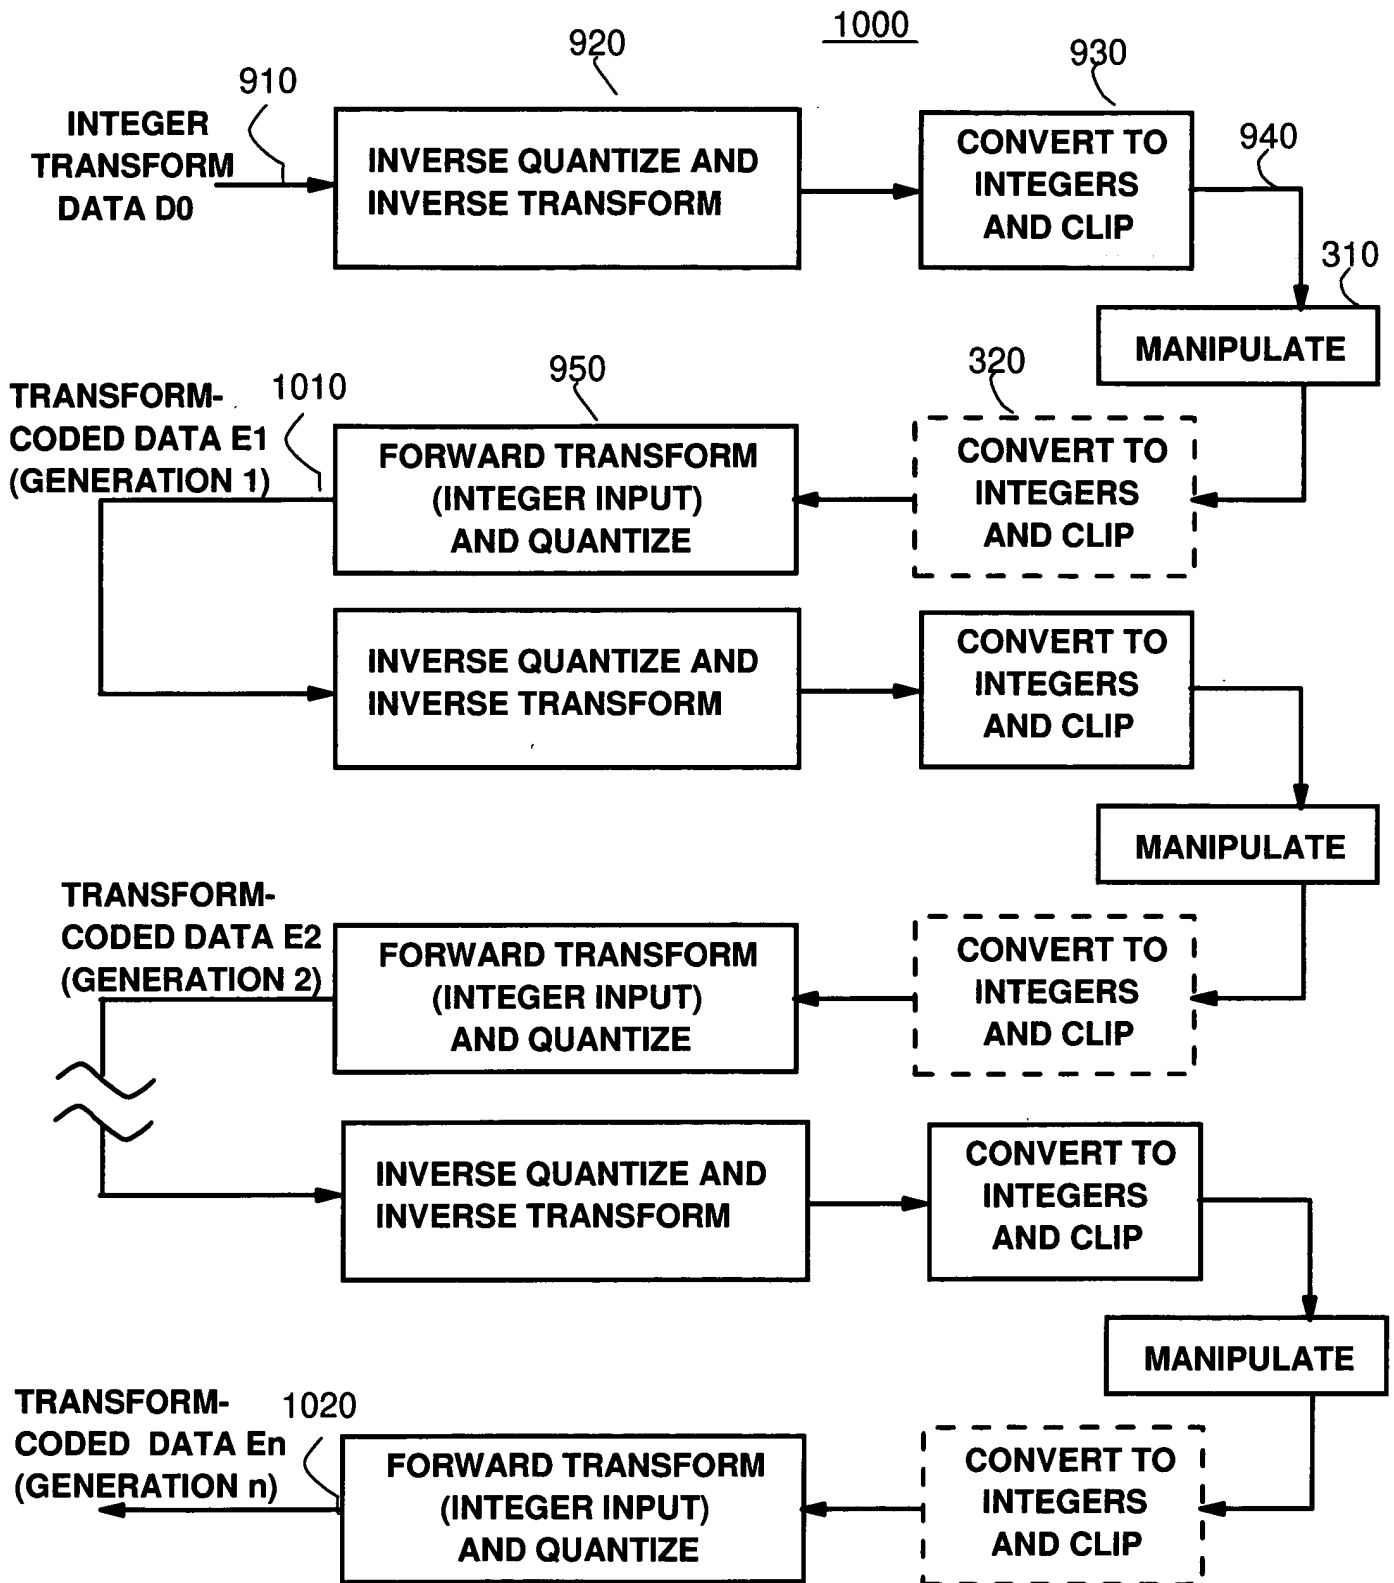 1000
920
930
910
940
INTEGER
TRANSFORM
DATA D0
INVERSE QUANTIZE AND
INVERSE TRANSFORM
CONVERT TO
INTEGERS
AND CLIP
310
MANIPULATE
TRANSFORM-
CODED DATA E1
(GENERATION 1)
1010
950
320
FORWARD TRANSFORM
(INTEGER INPUT)
AND QUANTIZE
CONVERT TO
INTEGERS
AND CLIP
INVERSE QUANTIZE AND
INVERSE TRANSFORM
CONVERT TO
INTEGERS
AND CLIP
MANIPULATE
TRANSFORM-
CODED DATA E2
(GENERATION 2)
FORWARD TRANSFORM
(INTEGER INPUT)
AND QUANTIZE
CONVERT TO
INTEGERS
AND CLIP
INVERSE QUANTIZE AND
INVERSE TRANSFORM
CONVERT TO
INTEGERS
AND CLIP
MANIPULATE
TRANSFORM-
CODED DATA En
(GENERATION n)
1020
FORWARD TRANSFORM
(INTEGER INPUT)
AND QUANTIZE
CONVERT TO
INTEGERS
AND CLIP